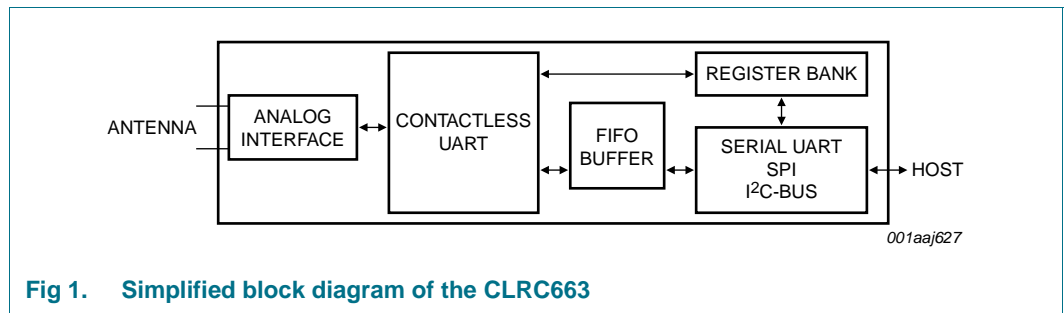 REGISTER BANK
ANTENNA
ANALOG
INTERFACE
CONTACTLESS
UART
FIFO
BUFFER
SERIAL UART
SPI
I²C-BUS
HOST
001aaj627
Fig 1. Simplified block diagram of the CLRC663